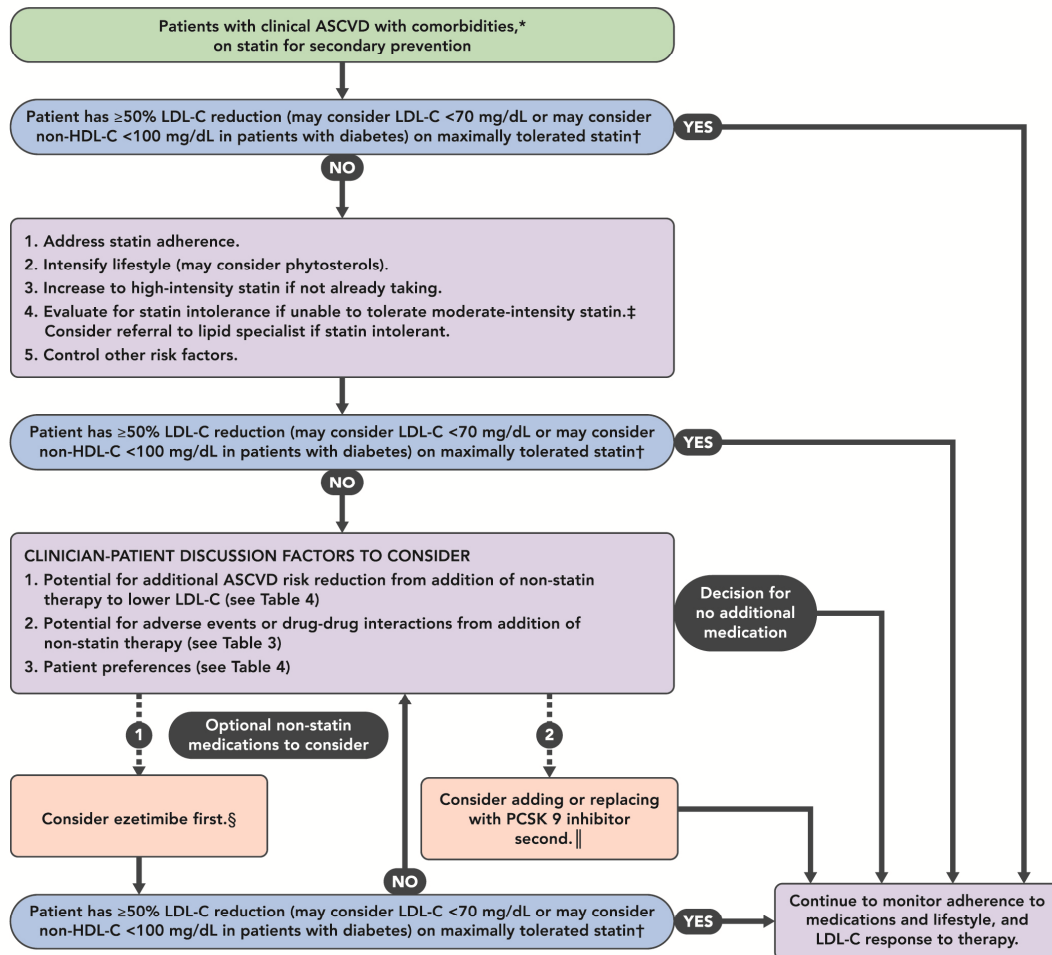 Patients with clinical ASCVD with comorbidities,*
on statin for secondary prevention
Patient has ≥50% LDL-C reduction (may consider LDL-C <70 mg/dL or may consider
non-HDL-C <100 mg/dL in patients with diabetes) on maximally tolerated statin†
YES
NO
1. Address statin adherence.
2. Intensify lifestyle (may consider phytosterols).
3. Increase to high-intensity statin if not already taking.
4. Evaluate for statin intolerance if unable to tolerate moderate-intensity statin.‡
Consider referral to lipid specialist if statin intolerant.
5. Control other risk factors.
Patient has ≥50% LDL-C reduction (may consider LDL-C <70 mg/dL or may consider
non-HDL-C <100 mg/dL in patients with diabetes) on maximally tolerated statin†
YES
NO
CLINICIAN-PATIENT DISCUSSION FACTORS TO CONSIDER
1. Potential for additional ASCVD risk reduction from addition of non-statin
therapy to lower LDL-C (see Table 4)
2. Potential for adverse events or drug-drug interactions from addition of
non-statin therapy (see Table 3)
3. Patient preferences (see Table 4)
Decision for
no additional
medication
1
Optional non-statin
medications to consider
2
Consider ezetimibe first.§
Consider adding or replacing
with PCSK 9 inhibitor
second.‖
NO
Patient has ≥50% LDL-C reduction (may consider LDL-C <70 mg/dL or may consider
non-HDL-C <100 mg/dL in patients with diabetes) on maximally tolerated statin†
YES
Continue to monitor adherence to
medications and lifestyle, and
LDL-C response to therapy.